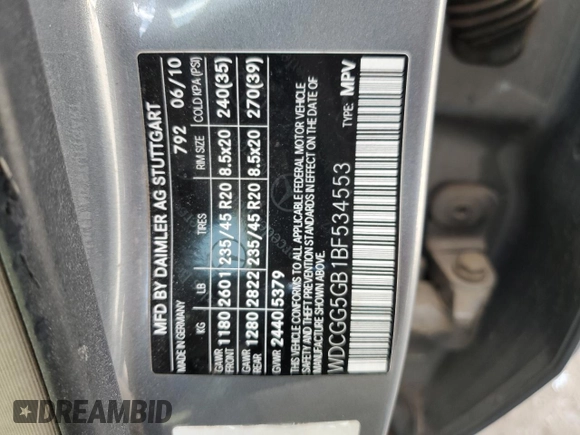 MFD BY DAIMLER AG STUTTGART
MADE IN GERMANY 792 06/10
KG LB TIRES RIM SIZE COLD KPA (PSI)
GAWR FRONT 1180 2601 235/45 R20 8.5x20 240(35)
GAWR REAR 1280 2822 235/45 R20 8.5x20 270(39)
GVWR 2440 5379
THIS VEHICLE CONFORMS TO ALL APPLICABLE FEDERAL MOTOR VEHICLE
SAFETY AND THEFT PREVENTION STANDARDS IN EFFECT ON THE DATE OF
MANUFACTURE SHOWN ABOVE.
WDCGG5GB1BF534553 TYPE: MPV
DREAMBID